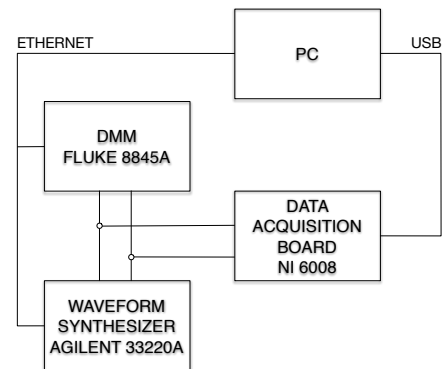 ETHERNET
PC
USB
DMM
FLUKE 8845A
DATA
ACQUISITION
BOARD
NI 6008
WAVEFORM
SYNTHESIZER
AGILENT 33220A